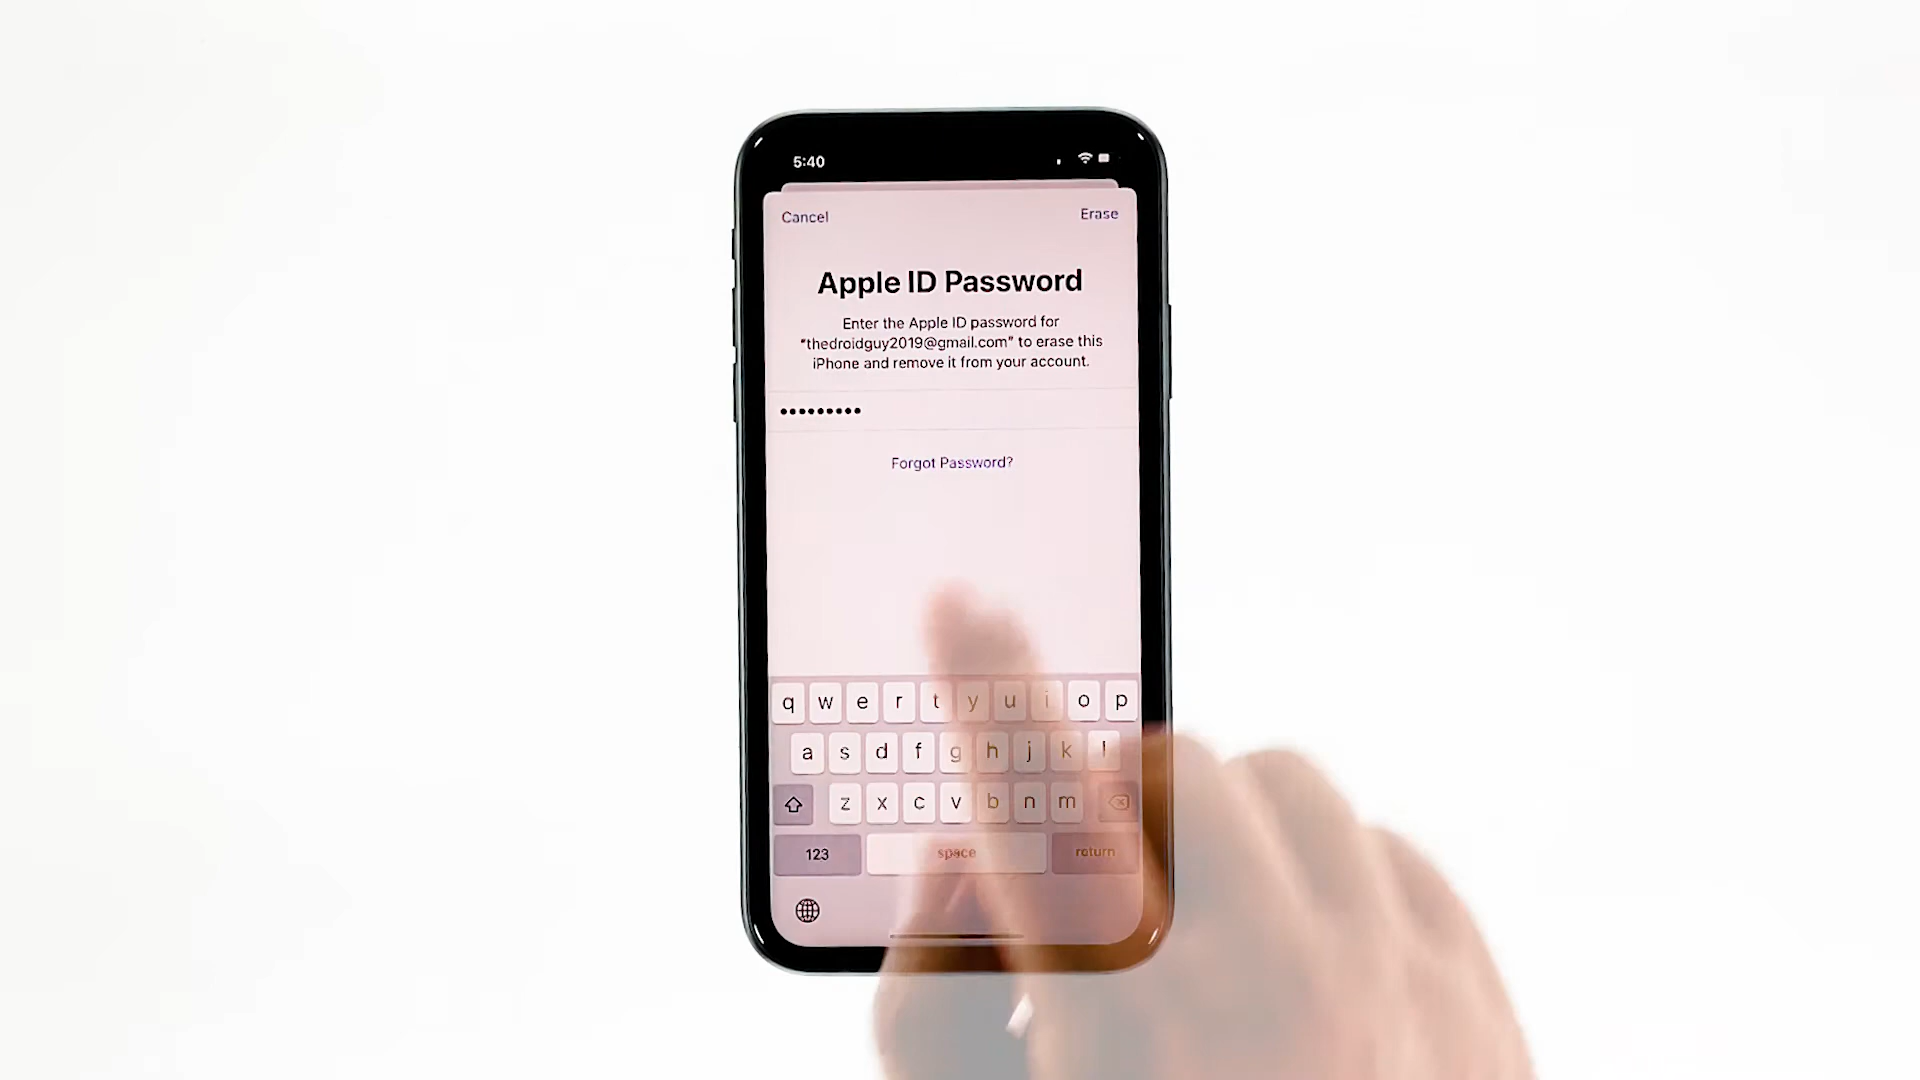 5:40
Cancel
Erase
Apple ID Password
Enter the Apple ID password for
“thedroidguy2019@gmail.com” to erase this
iPhone and remove it from your account.
Forgot Password?
q w e r t y u i o p
a s d f g h j k l
z x c v b n m
123 space return